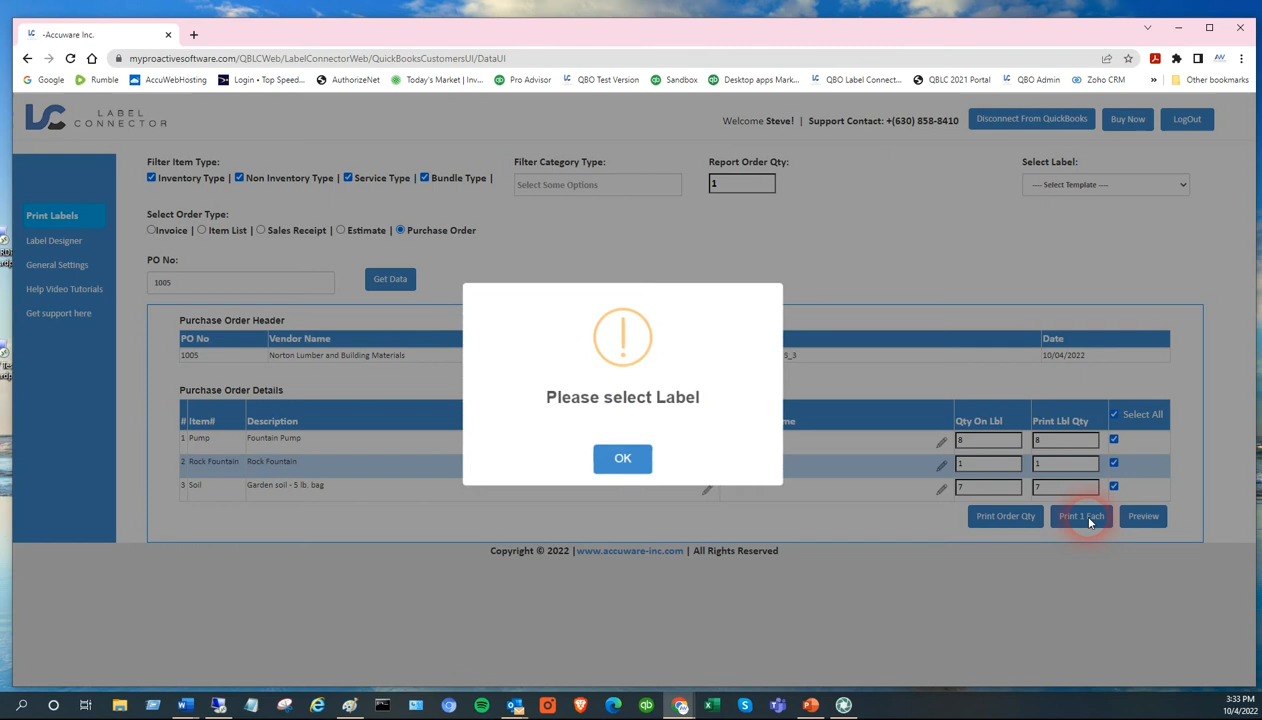 -Accuware Inc.
myproactivesoftware.com/QBLCWeb/LabelConnectorWeb/QuickBooksCustomersUI/DataUI
Google Rumble AccuWebHosting Login • Top Speed... AuthorizeNet Today's Market | Inv... Pro Advisor QBO Test Version Sandbox Desktop apps Mark... QBO Label Connect... QBLC 2021 Portal QBO Admin Zoho CRM » Other bookmarks
LABEL
CONNECTOR
Welcome Steve! | Support Contact: +(630) 858-8410 Disconnect From QuickBooks Buy Now LogOut
Filter Item Type: Filter Category Type: Report Order Qty: Select Label:
Inventory Type | Non Inventory Type | Service Type | Bundle Type | Select Some Options 1 ---- Select Template ----
Print Labels
Label Designer
General Settings
Help Video Tutorials
Get support here
Select Order Type:
Invoice | Item List | Sales Receipt | Estimate | Purchase Order
PO No:
1005 Get Data
Purchase Order Header
PO No Vendor Name Date
1005 Norton Lumber and Building Materials S_3 10/04/2022
Purchase Order Details
# Item# Description me Qty On Lbl Print Lbl Qty Select All
1 Pump Fountain Pump 8 8
2 Rock Fountain Rock Fountain 1 1
3 Soil Garden soil - 5 lb. bag 7 7
Print Order Qty Print 1 Each Preview
Please select Label
OK
Copyright © 2022 |www.accuware-inc.com | All Rights Reserved
3:33 PM
10/4/2022